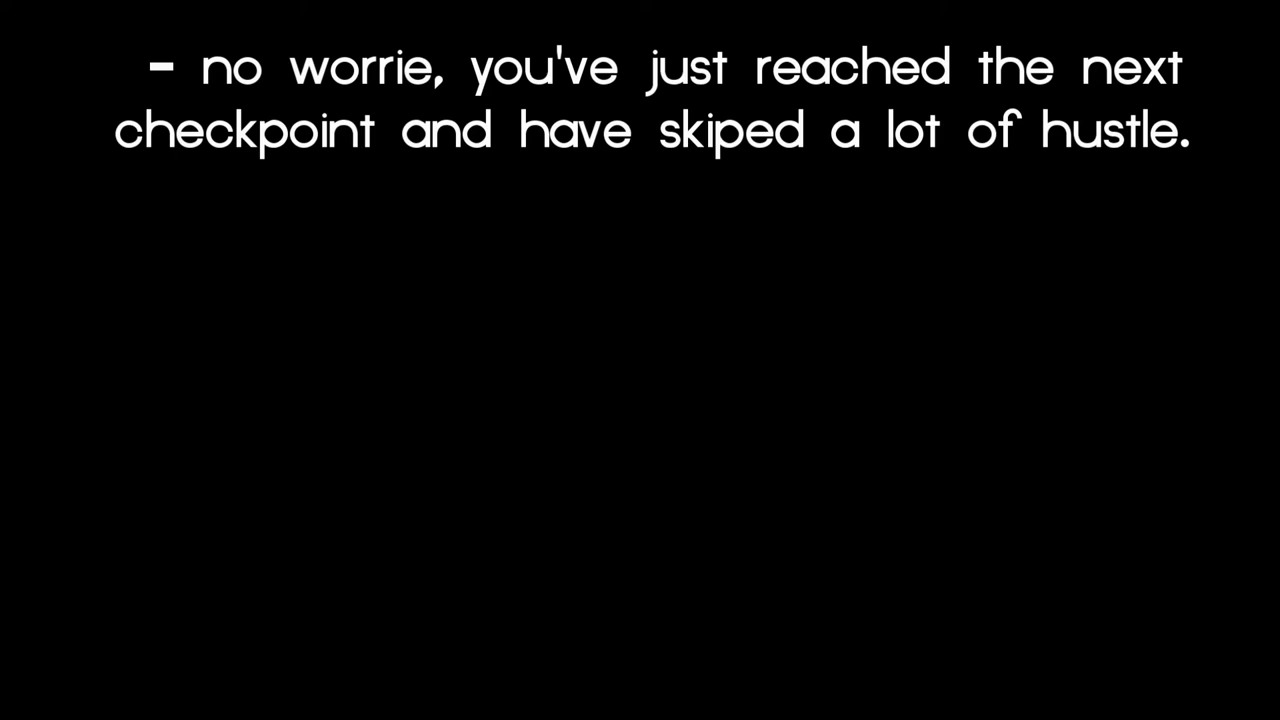 - no worrie, you've just reached the next
checkpoint and have skiped a lot of hustle.